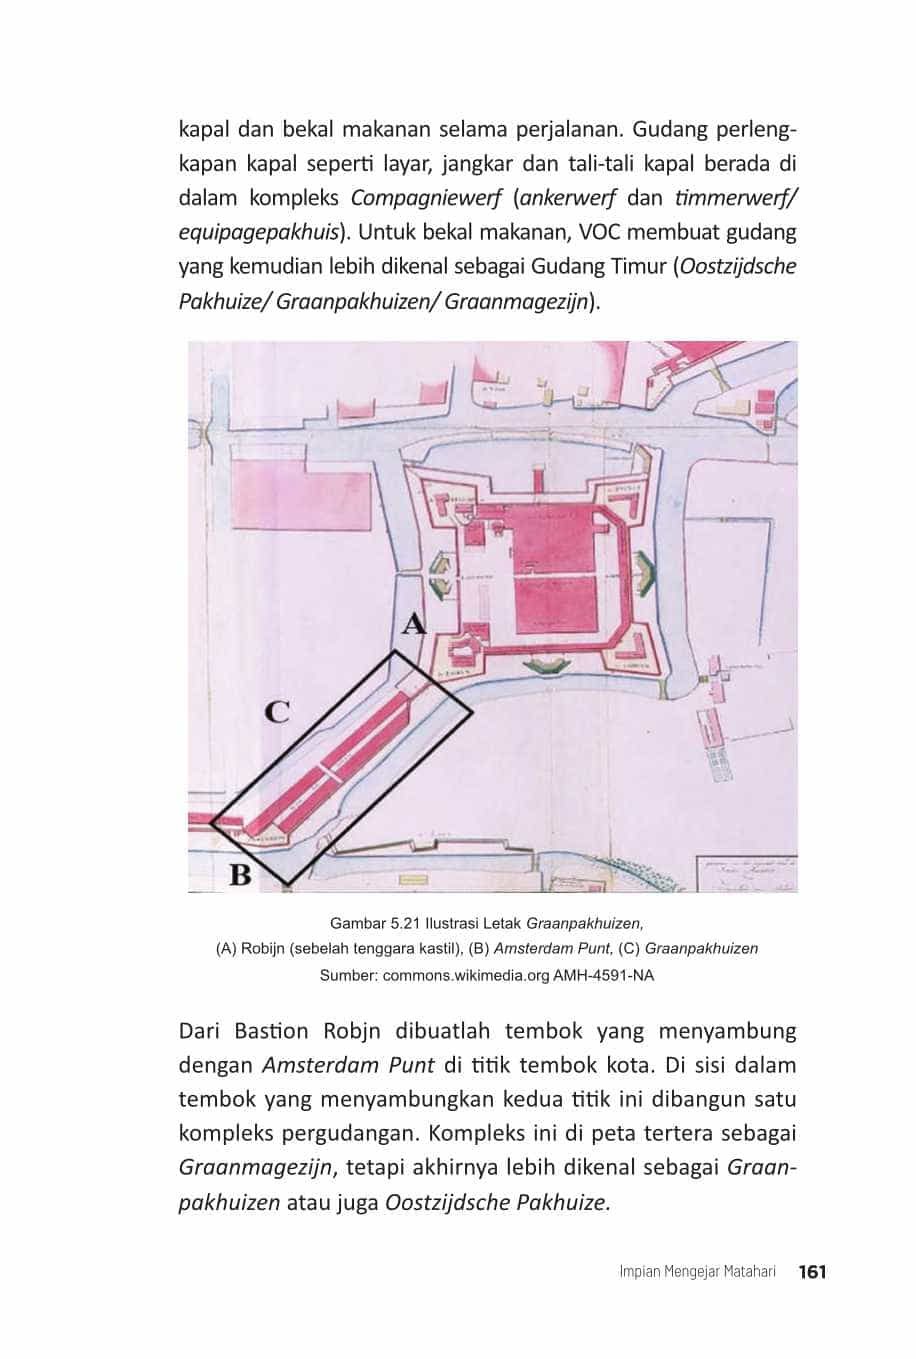 kapal dan bekal makanan selama perjalanan. Gudang perleng-
kapan kapal seperti layar, jangkar dan tali-tali kapal berada di
dalam kompleks Compagniewerf (ankerwerf dan timmerwerf/
equipagepakhuis). Untuk bekal makanan, VOC membuat gudang
yang kemudian lebih dikenal sebagai Gudang Timur (Oostzijdsche
Pakhuize/ Graanpakhuizen/ Graanmagezijn).
A
C
B
Gambar 5.21 Ilustrasi Letak Graanpakhuizen,
(A) Robijn (sebelah tenggara kastil), (B) Amsterdam Punt, (C) Graanpakhuizen
Sumber: commons.wikimedia.org AMH-4591-NA
Dari Bastion Robjn dibuatlah tembok yang menyambung
dengan Amsterdam Punt di titik tembok kota. Di sisi dalam
tembok yang menyambungkan kedua titik ini dibangun satu
kompleks pergudangan. Kompleks ini di peta tertera sebagai
Graanmagezijn, tetapi akhirnya lebih dikenal sebagai Graan-
pakhuizen atau juga Oostzijdsche Pakhuize.
Impian Mengejar Matahari 161